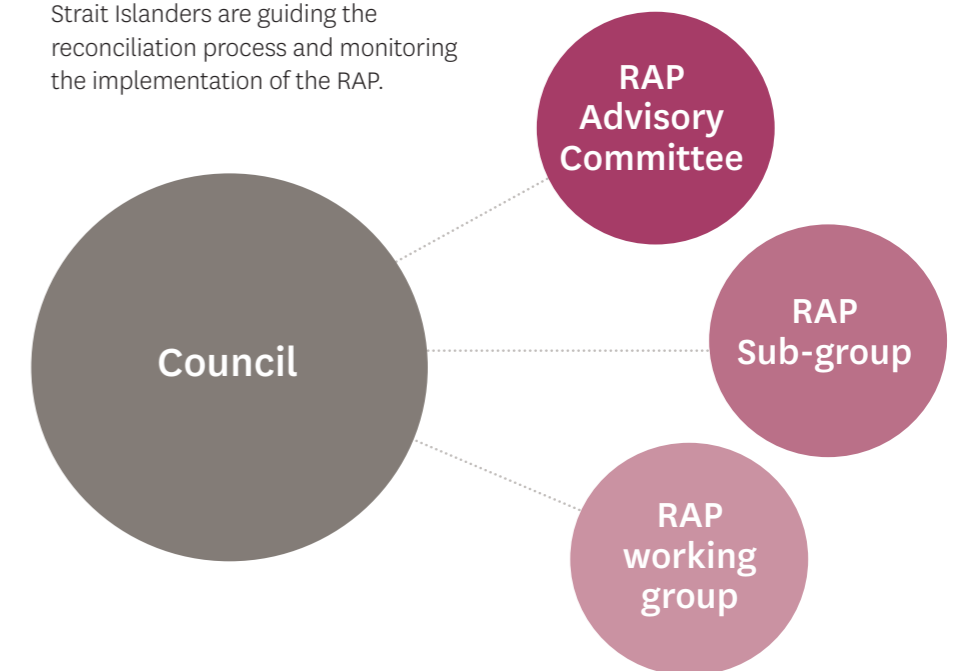 Strait Islanders are guiding the
reconciliation process and monitoring
the implementation of the RAP.
RAP
Advisory
Committee
Council
RAP
Sub-group
RAP
working
group